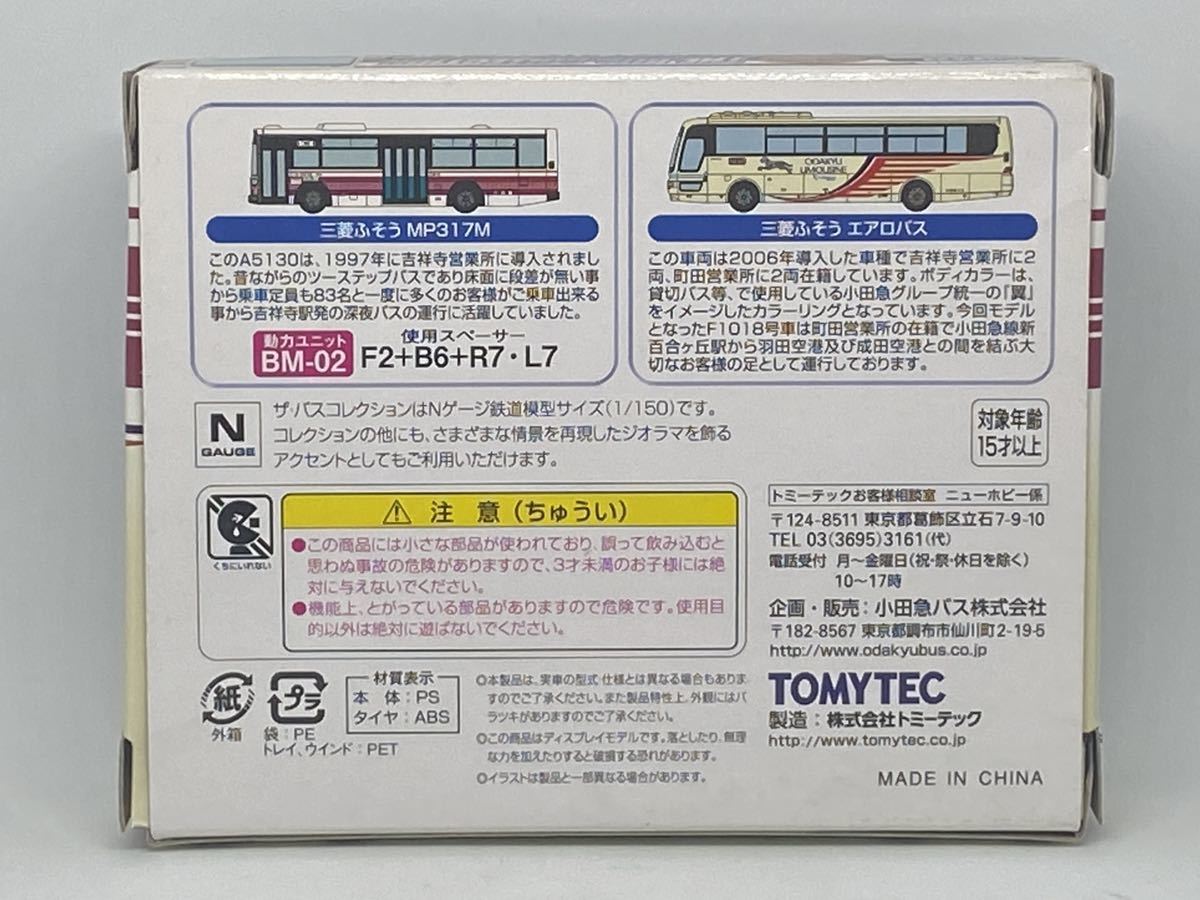 ODAKYU
LIMOUSINE
三菱ふそう MP317M
このA5130は、1997年に吉祥寺営業所に導入されまし
た。昔ながらのツーステップバスであり床面に段差が無い事
から乗車定員も83名と一度に多くのお客様がご乗車出来る
事から吉祥寺駅発の深夜バスの運行に活躍していました。
動力ユニット
BM-02
使用スペーサー
F2+B6+R7・L7
三菱ふそう エアロバス
この車両は2006年導入した車種で吉祥寺営業所に2
両、町田営業所に2両在籍しています。ボディカラーは、
貸切バス等、で使用している小田急グループ統一の「翼」
をイメージしたカラーリングとなっています。今回モデル
となったF1018号車は町田営業所の在籍で小田急線新
百合ヶ丘駅から羽田空港及び成田空港との間を結ぶ大
切なお客様の足として運行しております。
N
GAUGE
ザ・バスコレクションはNゲージ鉄道模型サイズ(1/150)です。
コレクションの他にも、さまざまな情景を再現したジオラマを飾る
アクセントとしてもご利用いただけます。
対象年齢
15才以上
くちにいれない
注 意(ちゅうい)
●この商品には小さな部品が使われており、誤って飲み込むと
思わぬ事故の危険がありますので、3才未満のお子様には絶
対に与えないでください。
●機能上、とがっている部品がありますので危険です。使用目
的以外は絶対に遊ばないでください。
トミーテックお客様相談室 ニューホビー係
〒124-8511 東京都葛飾区立石7-9-10
TEL 03(3695)3161(代)
電話受付 月～金曜日(祝・祭・休日を除く)
10～17時
企画・販売：小田急バス株式会社
〒182-8567 東京都調布市仙川町2-19-5
http://www.odakyubus.co.jp
TOMYTEC
製造：株式会社トミーテック
http://www.tomytec.co.jp
MADE IN CHINA
紙
外箱
プラ
袋：PE
トレイ、ウインド：PET
材質表示
本 体：PS
タイヤ：ABS
○本製品は、実車の型式・仕様とは異なる場合もありま
すのでご了承ください。また製品特性上、外観にはバ
ラツキがありますのでご了承ください。
○この商品はディスプレイモデルです。落としたり、無理
な力を加えたりすると破損する恐れがあります。
○イラストは製品と一部異なる場合があります。